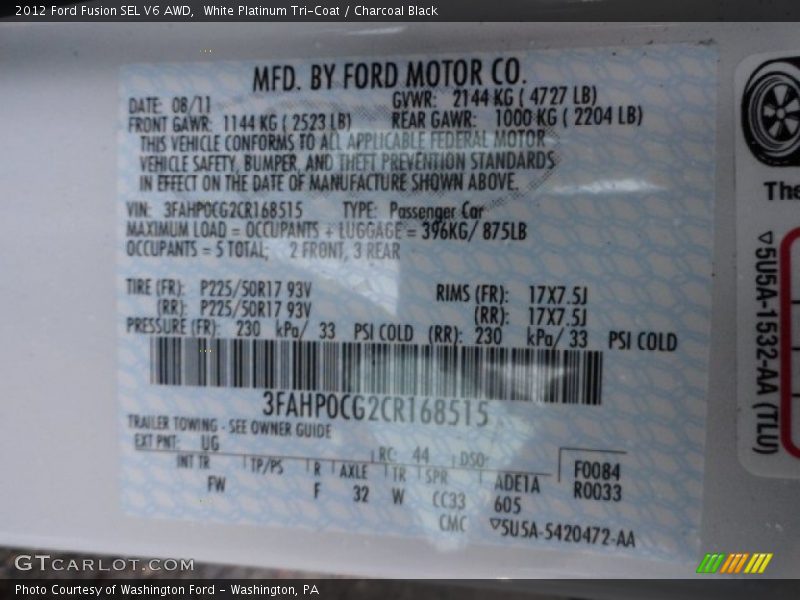 2012 Ford Fusion SEL V6 AWD,  White Platinum Tri-Coat / Charcoal Black
MFD. BY FORD MOTOR CO.
DATE: 08/11 GVWR: 2144 KG ( 4727 LB)
FRONT GAWR: 1144 KG ( 2523 LB) REAR GAWR: 1000 KG ( 2204 LB)
THIS VEHICLE CONFORMS TO ALL APPLICABLE FEDERAL MOTOR
VEHICLE SAFETY, BUMPER, AND THEFT PREVENTION STANDARDS
IN EFFECT ON THE DATE OF MANUFACTURE SHOWN ABOVE.
VIN: 3FAHP0CG2CR168515 TYPE: Passenger Car
MAXIMUM LOAD = OCCUPANTS + LUGGAGE = 396KG/ 875LB
OCCUPANTS = 5 TOTAL; 2 FRONT, 3 REAR
TIRE (FR): P225/50R17 93V RIMS (FR): 17X7.5J
(RR): P225/50R17 93V (RR): 17X7.5J
PRESSURE (FR): 230 kPa/ 33 PSI COLD (RR): 230 kPa/ 33 PSI COLD
3FAHP0CG2CR168515
TRAILER TOWING - SEE OWNER GUIDE
EXT PNT: UG RC 44 DSO
INT TR TP/PS R AXLE TR SPR ADE1A F0084
FW F 32 W CC33 605 R0033
CMC ▽5U5A-5420472-AA
The
▽5U5A-1532-AA (TLU)
GTCARLOT.COM
Photo Courtesy of Washington Ford - Washington, PA